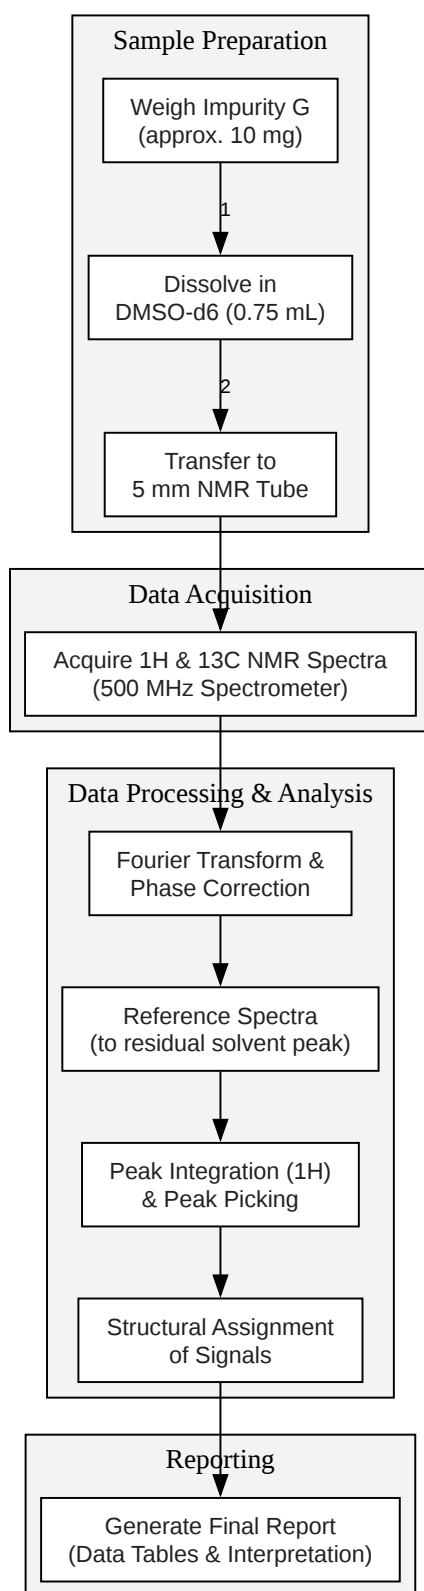 Sample Preparation
Weigh Impurity G
(approx. 10 mg)
1
Dissolve in
DMSO-d6 (0.75 mL)
2
Transfer to
5 mm NMR Tube
Data Acquisition
Acquire 1H & 13C NMR Spectra
(500 MHz Spectrometer)
Data Processing & Analysis
Fourier Transform &
Phase Correction
Reference Spectra
(to residual solvent peak)
Peak Integration (1H)
& Peak Picking
Structural Assignment
of Signals
Reporting
Generate Final Report
(Data Tables & Interpretation)